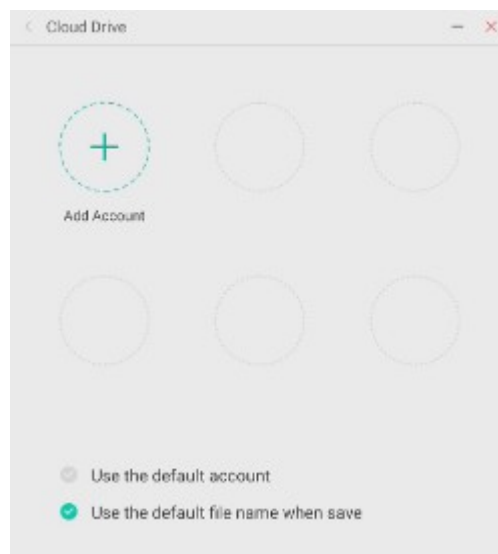 Cloud Drive
Add Account
Use the default account
Use the default file name when save